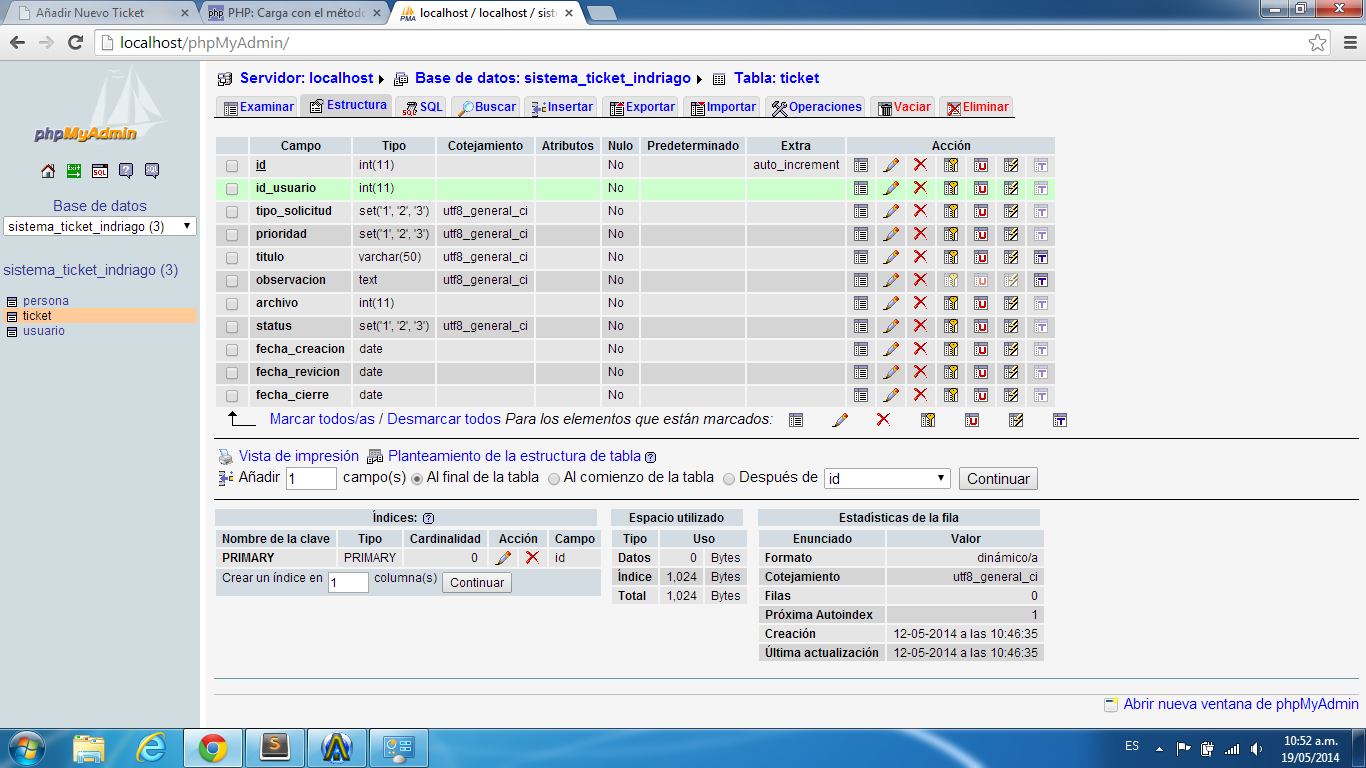 Añadir Nuevo Ticket
PHP: Carga con el método
localhost / localhost / sist
localhost/phpMyAdmin/
phpMyAdmin
Base de datos
sistema_ticket_indriago (3)
sistema_ticket_indriago (3)
persona
ticket
usuario
Servidor: localhost Base de datos: sistema_ticket_indriago Tabla: ticket
Examinar Estructura SQL Buscar Insertar Exportar Importar Operaciones Vaciar Eliminar
Campo Tipo Cotejamiento Atributos Nulo Predeterminado Extra Acción
id int(11) No auto_increment
id_usuario int(11) No
tipo_solicitud set('1', '2', '3') utf8_general_ci No
prioridad set('1', '2', '3') utf8_general_ci No
titulo varchar(50) utf8_general_ci No
observacion text utf8_general_ci No
archivo int(11) No
status set('1', '2', '3') utf8_general_ci No
fecha_creacion date No
fecha_revicion date No
fecha_cierre date No
Marcar todos/as / Desmarcar todos Para los elementos que están marcados:
Vista de impresión Planteamiento de la estructura de tabla
Añadir 1 campo(s) Al final de la tabla Al comienzo de la tabla Después de id Continuar
Índices:
Nombre de la clave Tipo Cardinalidad Acción Campo
PRIMARY PRIMARY 0 id
Crear un índice en 1 columna(s) Continuar
Espacio utilizado
Tipo Uso
Datos 0 Bytes
Índice 1,024 Bytes
Total 1,024 Bytes
Estadísticas de la fila
Enunciado Valor
Formato dinámico/a
Cotejamiento utf8_general_ci
Filas 0
Próxima Autoindex 1
Creación 12-05-2014 a las 10:46:35
Última actualización 12-05-2014 a las 10:46:35
Abrir nueva ventana de phpMyAdmin
ES
10:52 a.m.
19/05/2014